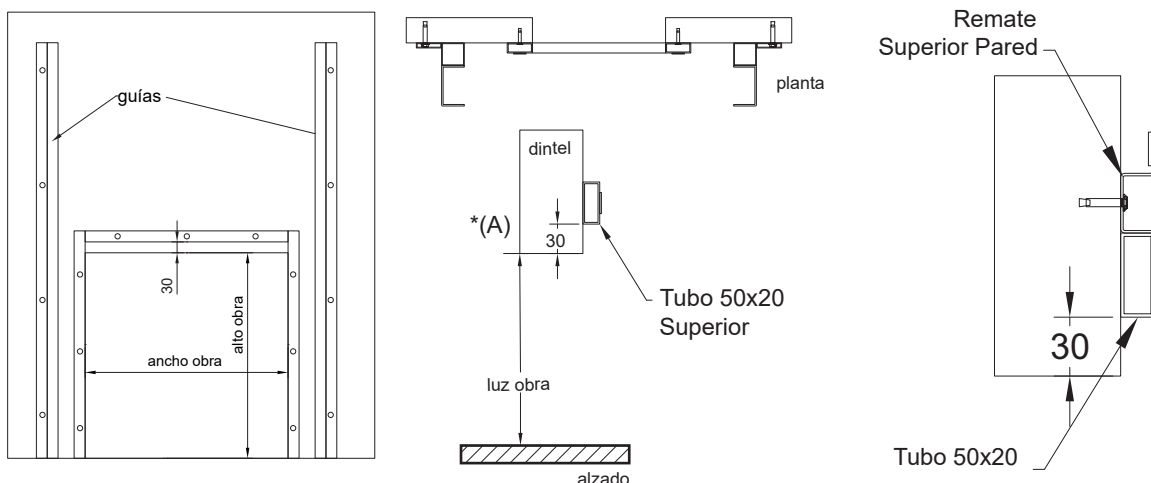 guías
30
alto obra
ancho obra
planta
dintel
*(A)
30
Tubo 50x20
Superior
luz obra
alzado
Remate
Superior Pared
30
Tubo 50x20